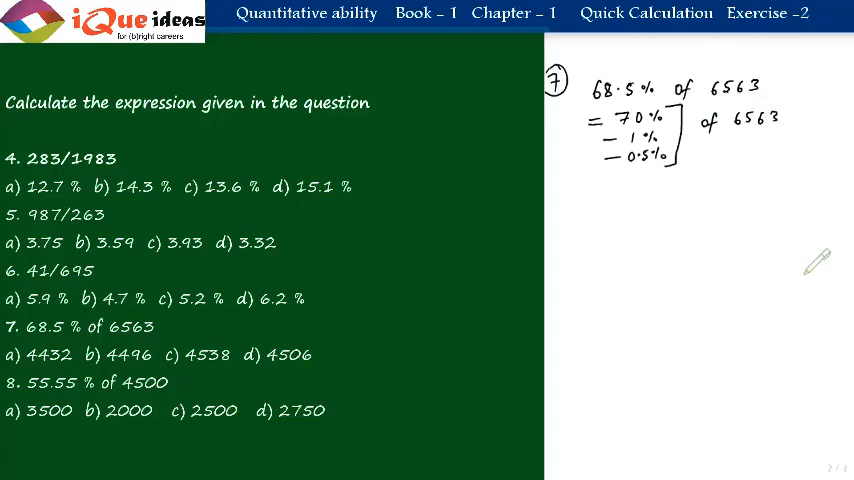 iQue ideas
for (b)right careers
Quantitative ability Book - 1 Chapter - 1 Quick Calculation Exercise -2
Calculate the expression given in the question
4. 283/1983
a) 12.7 % b) 14.3 % c) 13.6 % d) 15.1 %
5. 987/263
a) 3.75 b) 3.59 c) 3.93 d) 3.32
6. 41/695
a) 5.9 % b) 4.7 % c) 5.2 % d) 6.2 %
7. 68.5 % of 6563
a) 4432 b) 4496 c) 4538 d) 4506
8. 55.55 % of 4500
a) 3500 b) 2000 c) 2500 d) 2750
7 68.5% of 6563
= 70% ] of 6563
- 1%
- 0.5%
2 / 2